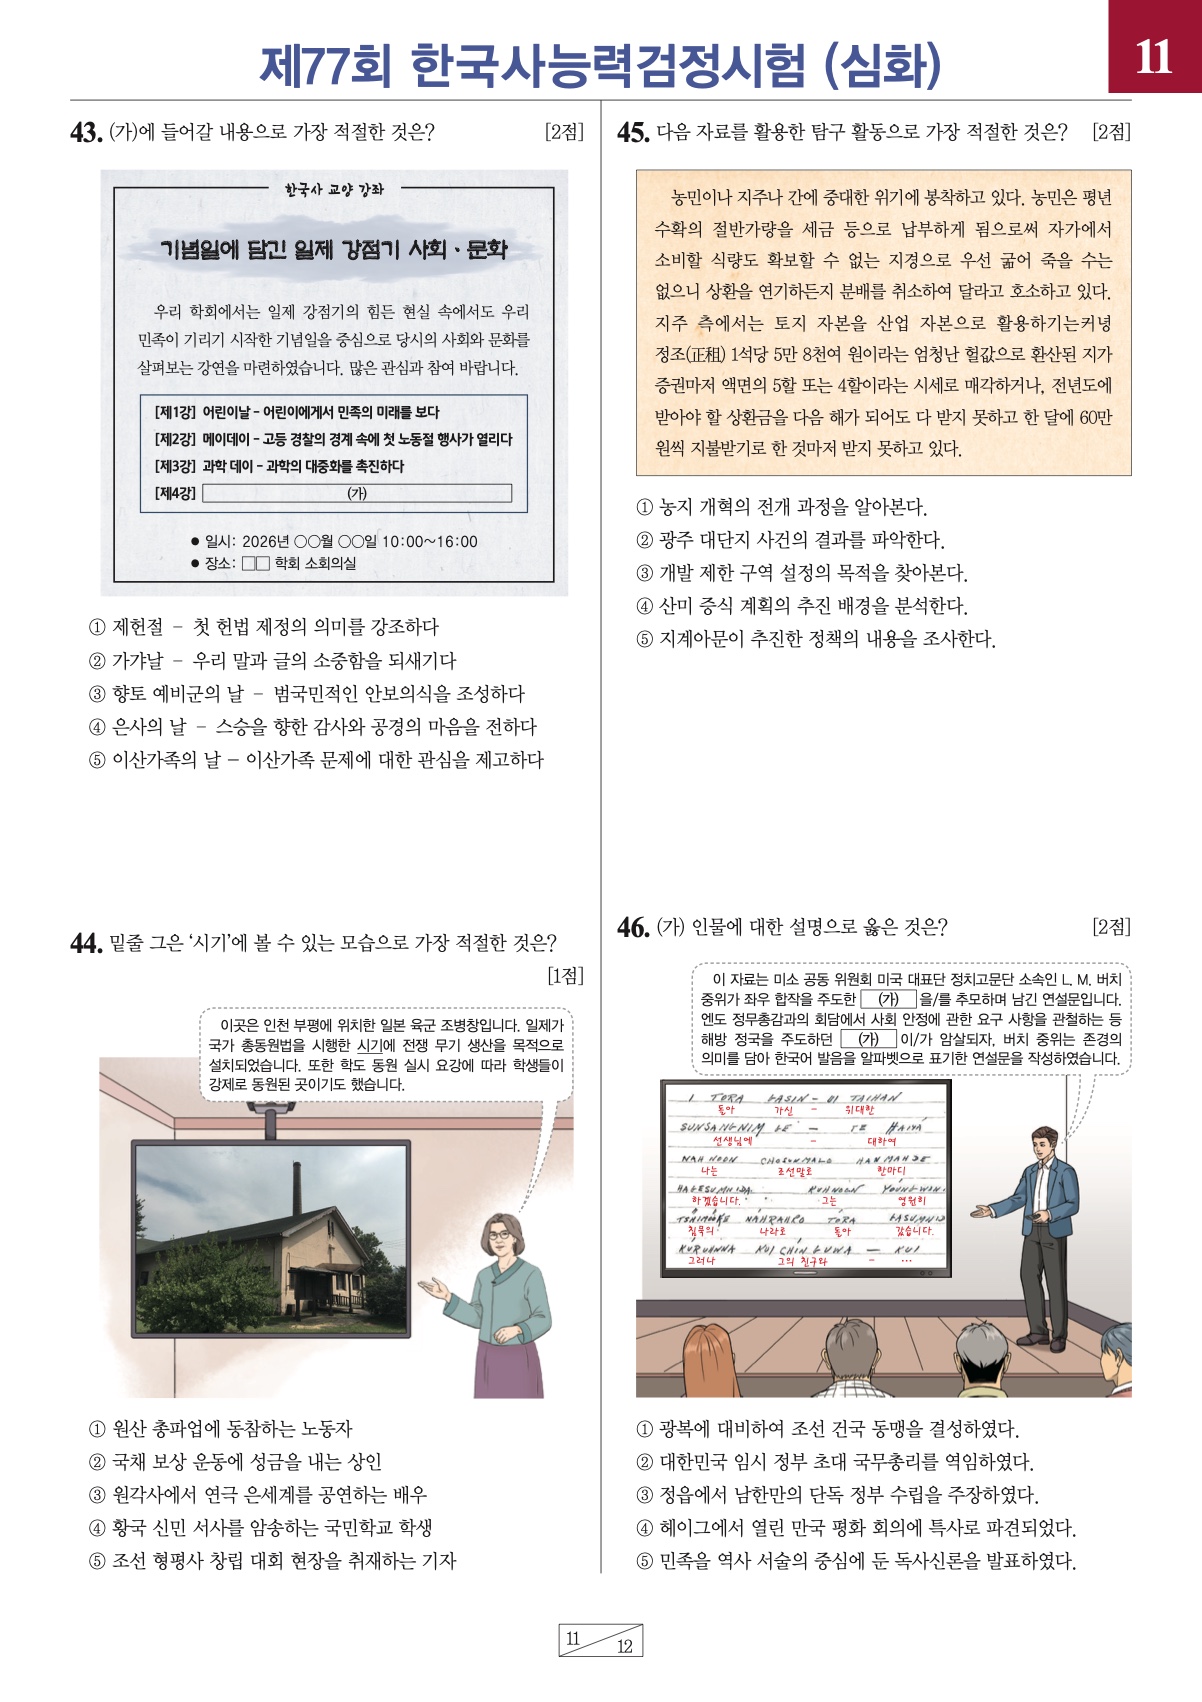 제77회 한국사능력검정시험 (심화)
11
43. (가)에 들어갈 내용으로 가장 적절한 것은? [2점]
한국사 교양 강좌
기념일에 담긴 일제 강점기 사회·문화
우리 학회에서는 일제 강점기의 힘든 현실 속에서도 우리
민족이 기리기 시작한 기념일을 중심으로 당시의 사회와 문화를
살펴보는 강연을 마련하였습니다. 많은 관심과 참여 바랍니다.
[제1강] 어린이날 – 어린이에게서 민족의 미래를 보다
[제2강] 메이데이 – 고등 경찰의 경계 속에 첫 노동절 행사가 열리다
[제3강] 과학 데이 – 과학의 대중화를 촉진하다
[제4강] (가)
● 일시: 2026년 ○○월 ○○일 10:00~16:00
● 장소: □□ 학회 소회의실
① 제헌절 – 첫 헌법 제정의 의미를 강조하다
② 가갸날 – 우리 말과 글의 소중함을 되새기다
③ 향토 예비군의 날 – 범국민적인 안보의식을 조성하다
④ 은사의 날 – 스승을 향한 감사와 공경의 마음을 전하다
⑤ 이산가족의 날 – 이산가족 문제에 대한 관심을 제고하다
44. 밑줄 그은 ‘시기’에 볼 수 있는 모습으로 가장 적절한 것은?
[1점]
이곳은 인천 부평에 위치한 일본 육군 조병창입니다. 일제가
국가 총동원법을 시행한 시기에 전쟁 무기 생산을 목적으로
설치되었습니다. 또한 학도 동원 실시 요강에 따라 학생들이
강제로 동원된 곳이기도 했습니다.
① 원산 총파업에 동참하는 노동자
② 국채 보상 운동에 성금을 내는 상인
③ 원각사에서 연극 은세계를 공연하는 배우
④ 황국 신민 서사를 암송하는 국민학교 학생
⑤ 조선 형평사 창립 대회 현장을 취재하는 기자
45. 다음 자료를 활용한 탐구 활동으로 가장 적절한 것은? [2점]
농민이나 지주나 간에 중대한 위기에 봉착하고 있다. 농민은 평년
수확의 절반가량을 세금 등으로 납부하게 됨으로써 자가에서
소비할 식량도 확보할 수 없는 지경으로 우선 굶어 죽을 수는
없으니 상환을 연기하든지 분배를 취소하여 달라고 호소하고 있다.
지주 측에서는 토지 자본을 산업 자본으로 활용하기는커녕
정조(正租) 1석당 5만 8천여 원이라는 엄청난 헐값으로 환산된 지가
증권마저 액면의 5할 또는 4할이라는 시세로 매각하거나, 전년도에
받아야 할 상환금을 다음 해가 되어도 다 받지 못하고 한 달에 60만
원씩 지불받기로 한 것마저 받지 못하고 있다.
① 농지 개혁의 전개 과정을 알아본다.
② 광주 대단지 사건의 결과를 파악한다.
③ 개발 제한 구역 설정의 목적을 찾아본다.
④ 산미 증식 계획의 추진 배경을 분석한다.
⑤ 지계아문이 추진한 정책의 내용을 조사한다.
46. (가) 인물에 대한 설명으로 옳은 것은? [2점]
이 자료는 미소 공동 위원회 미국 대표단 정치고문단 소속인 L. M. 버치
중위가 좌우 합작을 주도한 (가) 을/를 추모하며 남긴 연설문입니다.
엔도 정무총감과의 회담에서 사회 안정에 관한 요구 사항을 관철하는 등
해방 정국을 주도하던 (가) 이/가 암살되자, 버치 중위는 존경의
의미를 담아 한국어 발음을 알파벳으로 표기한 연설문을 작성하였습니다.
TORA GASIN – UI TAIHAN
돌아 가신 – 위대한
SUNSANGNIM
선생님께 – 대하여
NAH NOON CHOSUNMALO HAN MAH DE
나는 조선말로 한마디
HAGESUMNIDA. KUHNOON YOUNGWON
하겠습니다. 그는 영원히
NAHRAHRO TORA GASUMNID
침묵의 나라로 돌아 갔습니다.
KURUHNNA KUI CHIN GUWA — KUI
그러나 그의 친구와 – …
① 광복에 대비하여 조선 건국 동맹을 결성하였다.
② 대한민국 임시 정부 초대 국무총리를 역임하였다.
③ 정읍에서 남한만의 단독 정부 수립을 주장하였다.
④ 헤이그에서 열린 만국 평화 회의에 특사로 파견되었다.
⑤ 민족을 역사 서술의 중심에 둔 독사신론을 발표하였다.
11
12